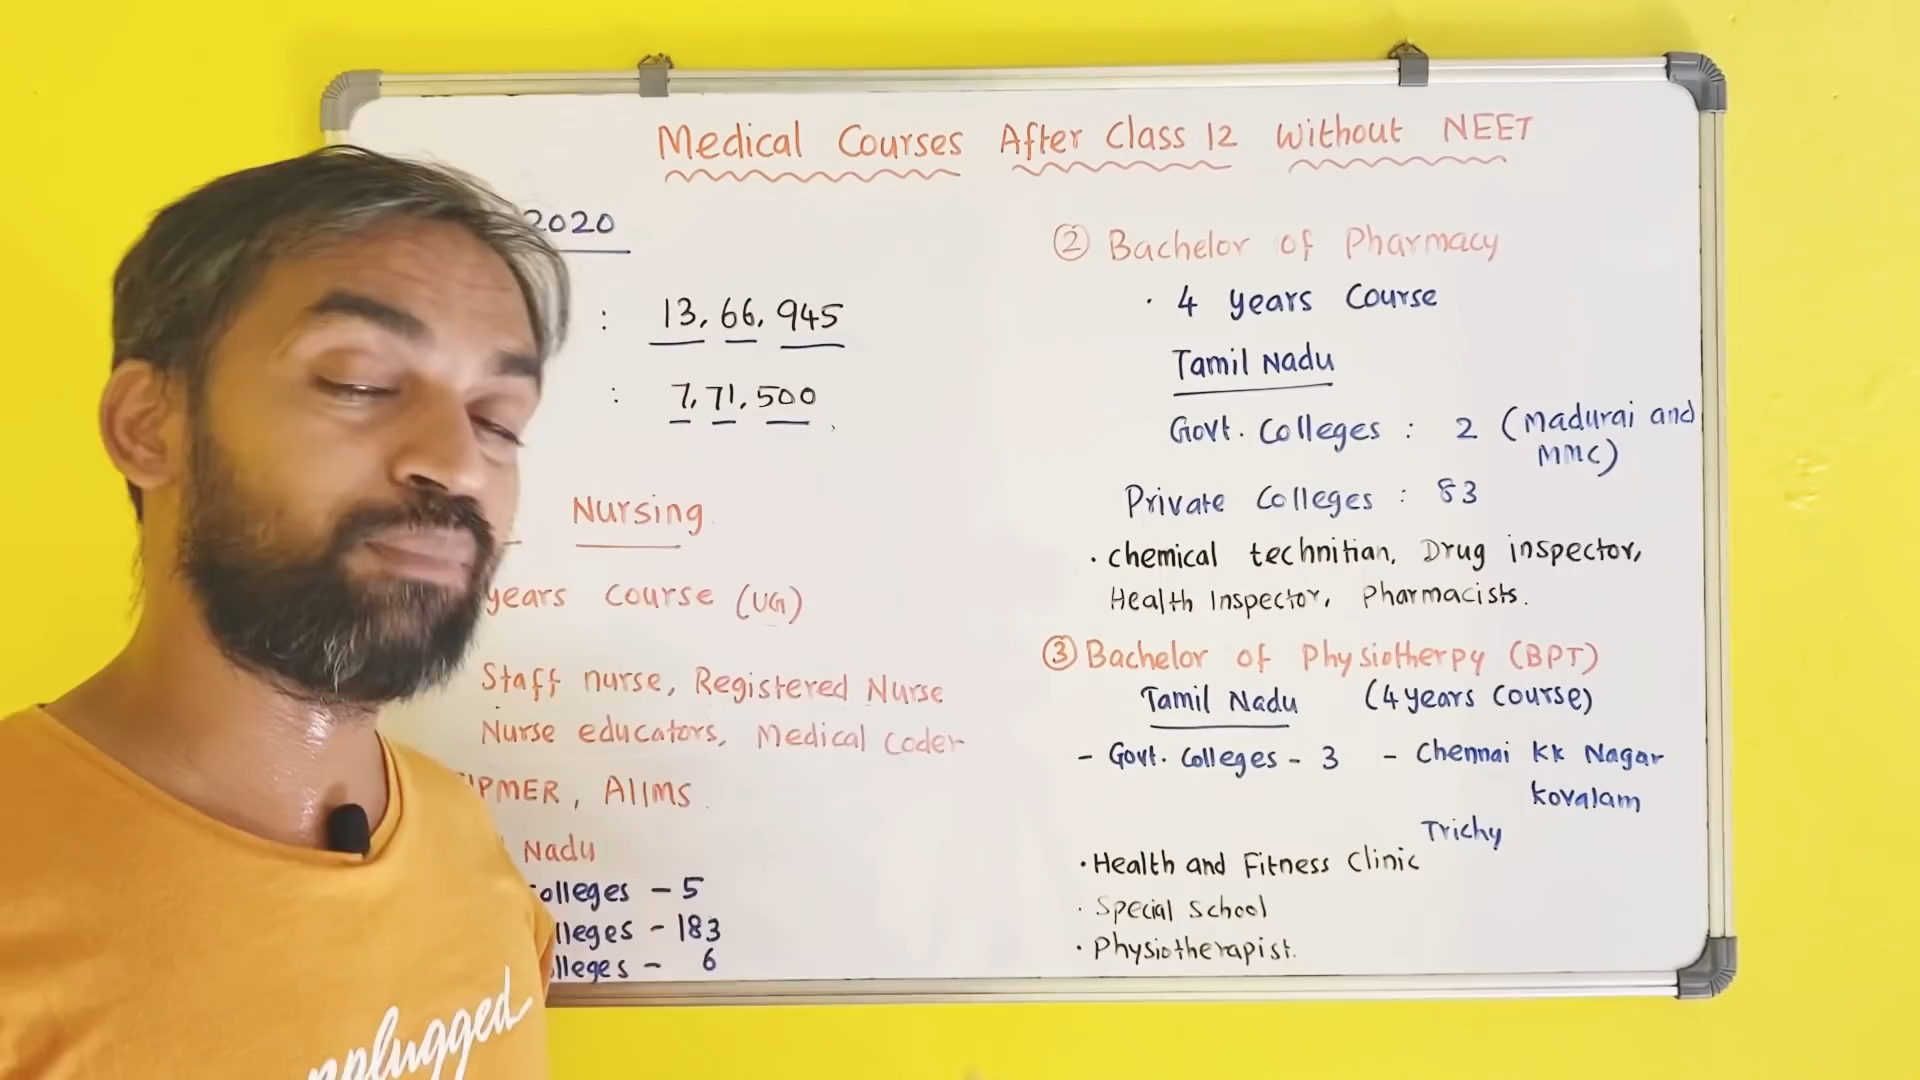 Medical Courses After Class 12 without NEET
2020
: 13,66,945
: 7,71,500
Nursing
years Course (UG)
Staff nurse, Registered Nurse
Nurse educators, Medical Coder
IPMER, AIIMS
Nadu
olleges - 5
lleges - 183
lleges - 6
② Bachelor of Pharmacy
· 4 years Course
Tamil Nadu
Govt. Colleges : 2 (Madurai and
MMC)
Private Colleges : 83
· chemical technitian, Drug inspector,
Health Inspector, Pharmacists.
③ Bachelor of Physiotherpy (BPT)
Tamil Nadu (4 years Course)
- Govt. Colleges - 3 - Chennai KK Nagar
Kovalam
Trichy
· Health and Fitness Clinic
· Special School
· Physiotherapist.
nplugged